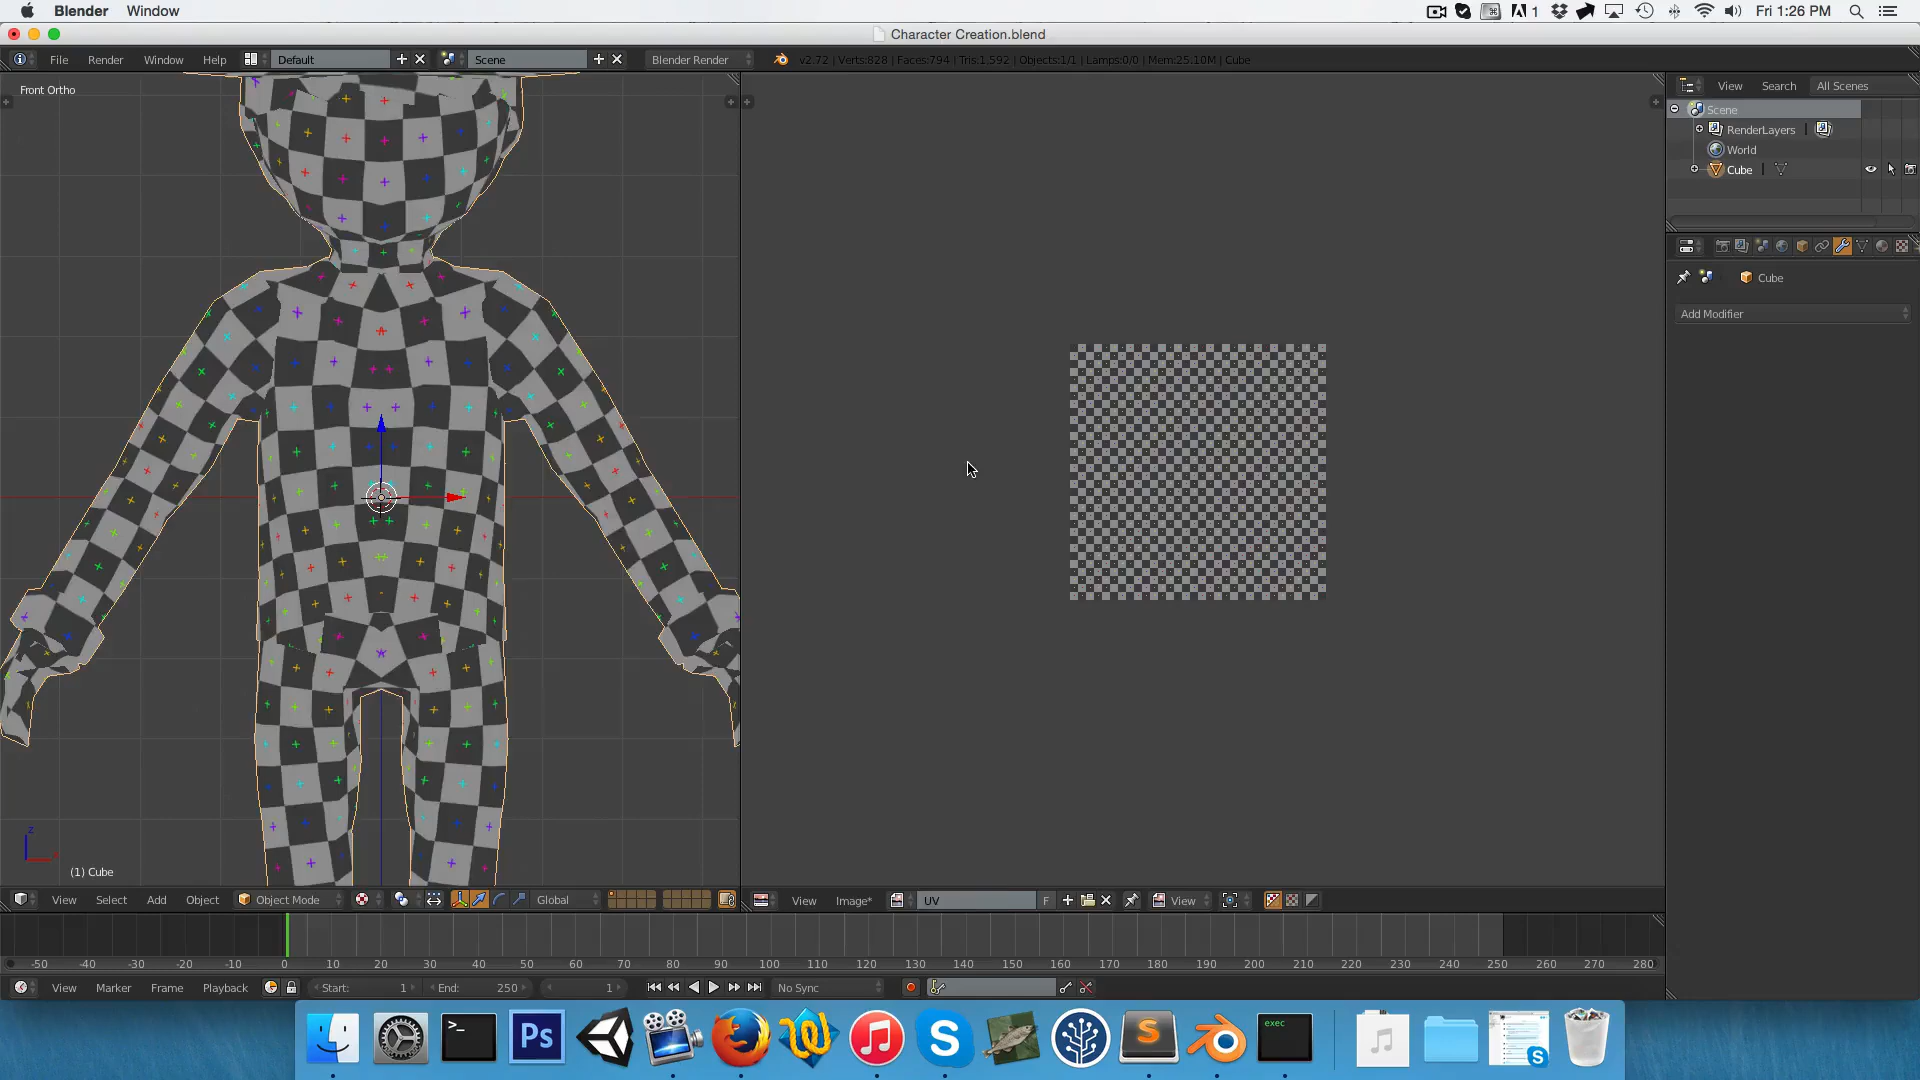 Blender Window 1 Fri 1:26 PM
Character Creation.blend
File Render Window Help Default Scene Blender Render v2.72 | Verts:828 | Faces:794 | Tris:1,592 | Objects:1/1 | Lamps:0/0 | Mem:25.10M | Cube
View Search All Scenes
Front Ortho
Scene
RenderLayers
World
Cube
Cube
Add Modifier
z
(1) Cube
View Select Add Object Object Mode Global
View Image* UV F View
-50 -40 -30 -20 -10 0 10 20 30 40 50 60 70 80 90 100 110 120 130 140 150 160 170 180 190 200 210 220 230 240 250 260 270 280
View Marker Frame Playback Start: 1 End: 250 1 No Sync
exec
Ps